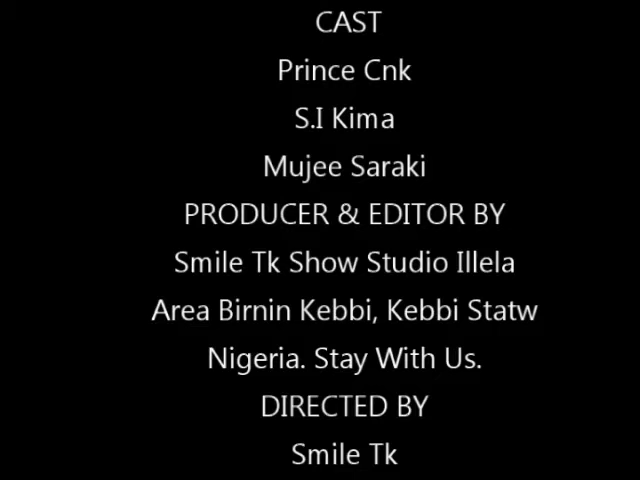 CAST
Prince Cnk
S.I Kima
Mujee Saraki
PRODUCER & EDITOR BY
Smile Tk Show Studio Illela
Area Birnin Kebbi, Kebbi Statw
Nigeria. Stay With Us.
DIRECTED BY
Smile Tk